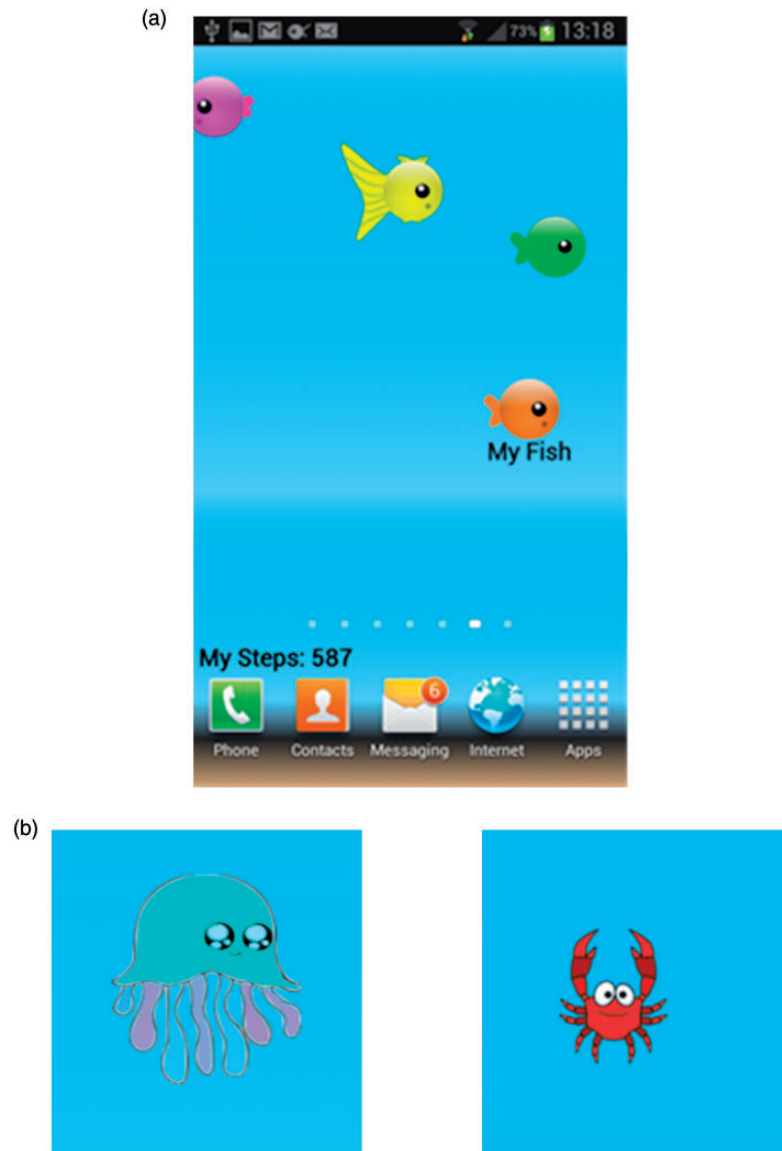 (a)
73% 13:18
My Fish
My Steps: 587
6
Phone Contacts Messaging Internet Apps
(b)